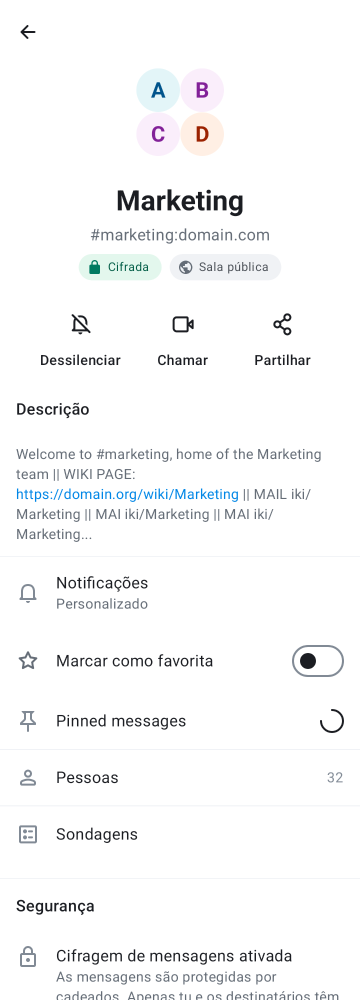 A B
C D
Marketing
#marketing:domain.com
Cifrada Sala pública
Dessilenciar Chamar Partilhar
Descrição
Welcome to #marketing, home of the Marketing
team || WIKI PAGE:
https://domain.org/wiki/Marketing || MAIL iki/
Marketing || MAI iki/Marketing || MAI iki/
Marketing...
Notificações
Personalizado
Marcar como favorita
Pinned messages
Pessoas 32
Sondagens
Segurança
Cifragem de mensagens ativada
As mensagens são protegidas por
cadeados. Apenas tu e os destinatários têm